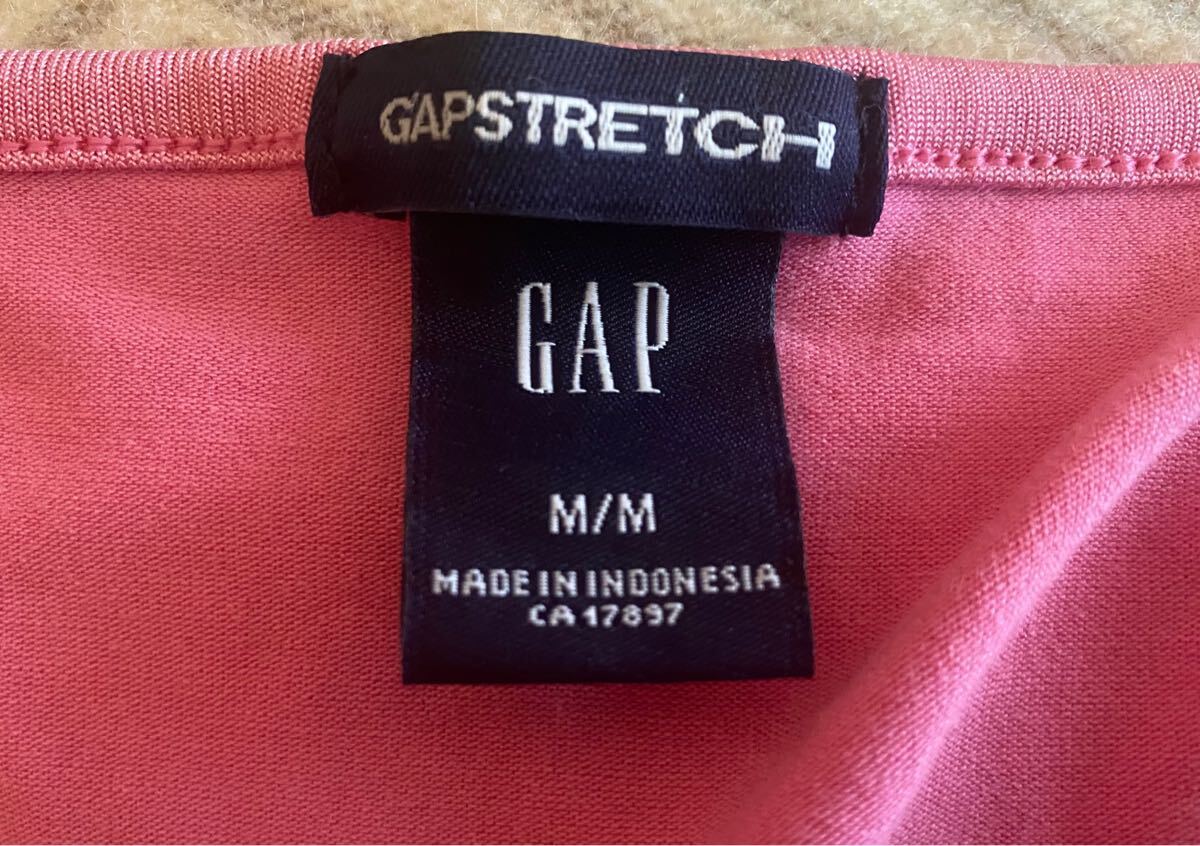 GAPSTRETCH
GAP
M/M
MADE IN INDONESIA
CA 17897